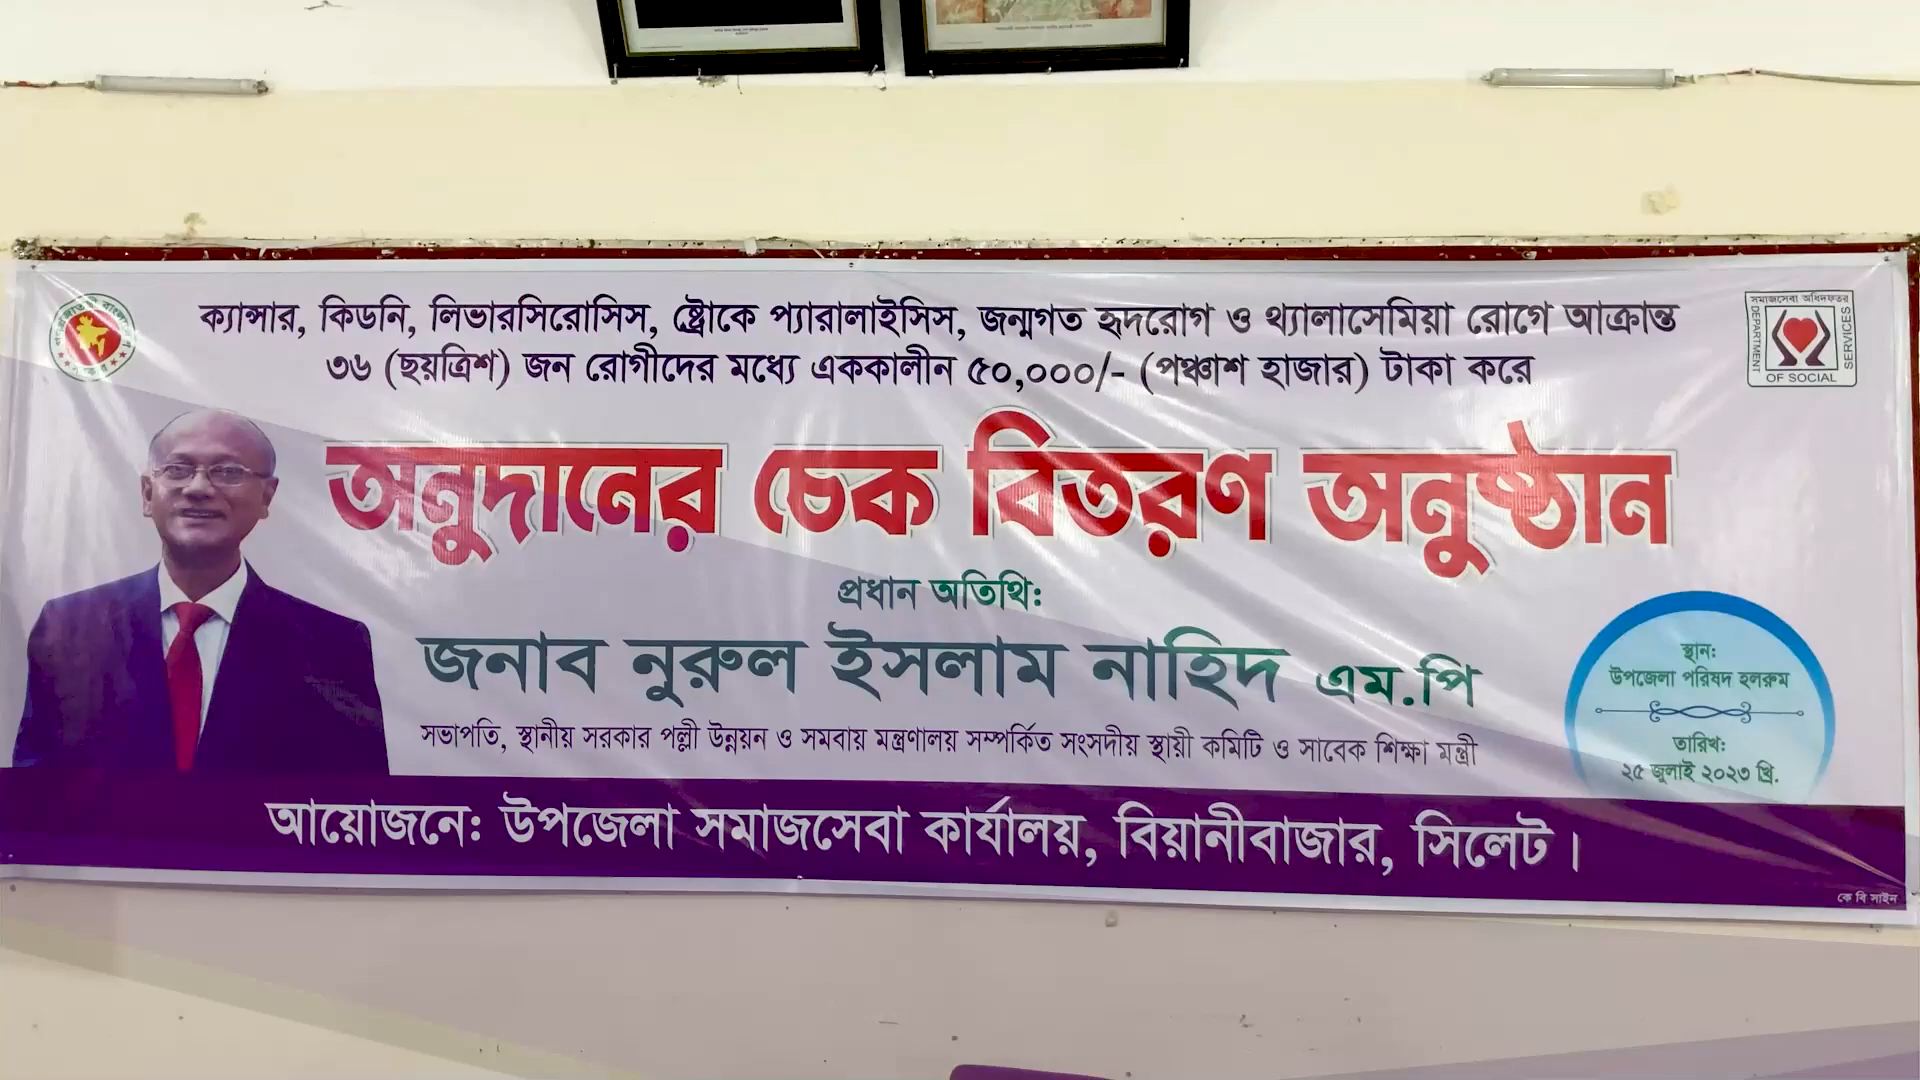 ক্যান্সার, কিডনি, লিভারসিরোসিস, ষ্ট্রোকে প্যারালাইসিস, জন্মগত হৃদরোগ ও থ্যালাসেমিয়া রোগে আক্রান্ত
৩৬ (ছয়ত্রিশ) জন রোগীদের মধ্যে এককালীন ৫০,০০০/- (পঞ্চাশ হাজার) টাকা করে
সমাজসেবা অধিদফতর
DEPARTMENT
OF SOCIAL
SERVICES
অনুদানের চেক বিতরণ অনুষ্ঠান
প্রধান অতিথি:
জনাব নুরুল ইসলাম নাহিদ এম.পি
সভাপতি, স্থানীয় সরকার পল্লী উন্নয়ন ও সমবায় মন্ত্রণালয় সম্পর্কিত সংসদীয় স্থায়ী কমিটি ও সাবেক শিক্ষা মন্ত্রী
স্থান:
উপজেলা পরিষদ হলরুম
তারিখ:
২৫ জুলাই ২০২৩ খ্রি.
আয়োজনে: উপজেলা সমাজসেবা কার্যালয়, বিয়ানীবাজার, সিলেট।
কে বি সাইন